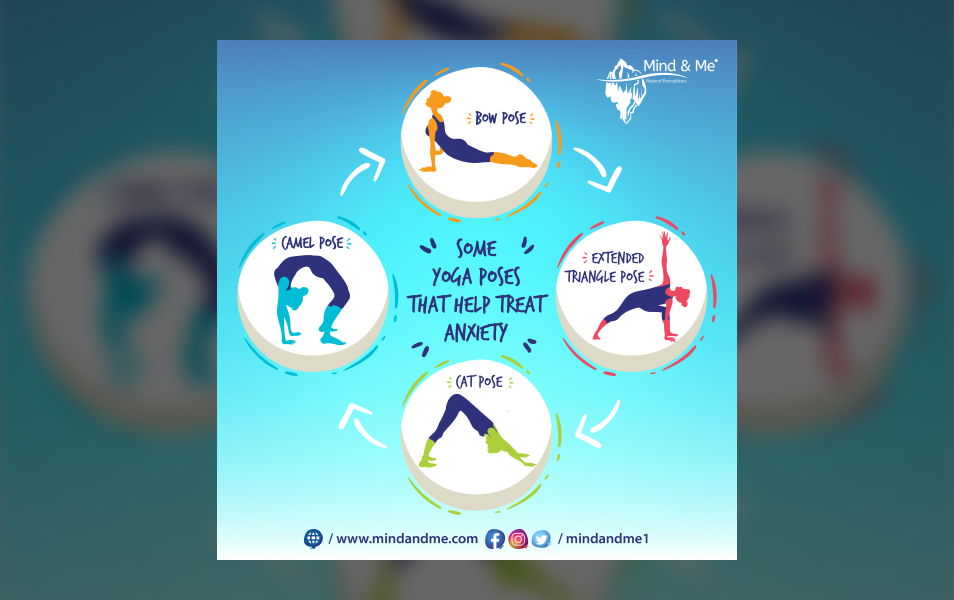 Mind & Me
Beyond Perceptions
BOW POSE
CAMEL POSE
EXTENDED
TRIANGLE POSE
SOME
YOGA POSES
THAT HELP TREAT
ANXIETY
CAT POSE
/ www.mindandme.com
/ mindandme1